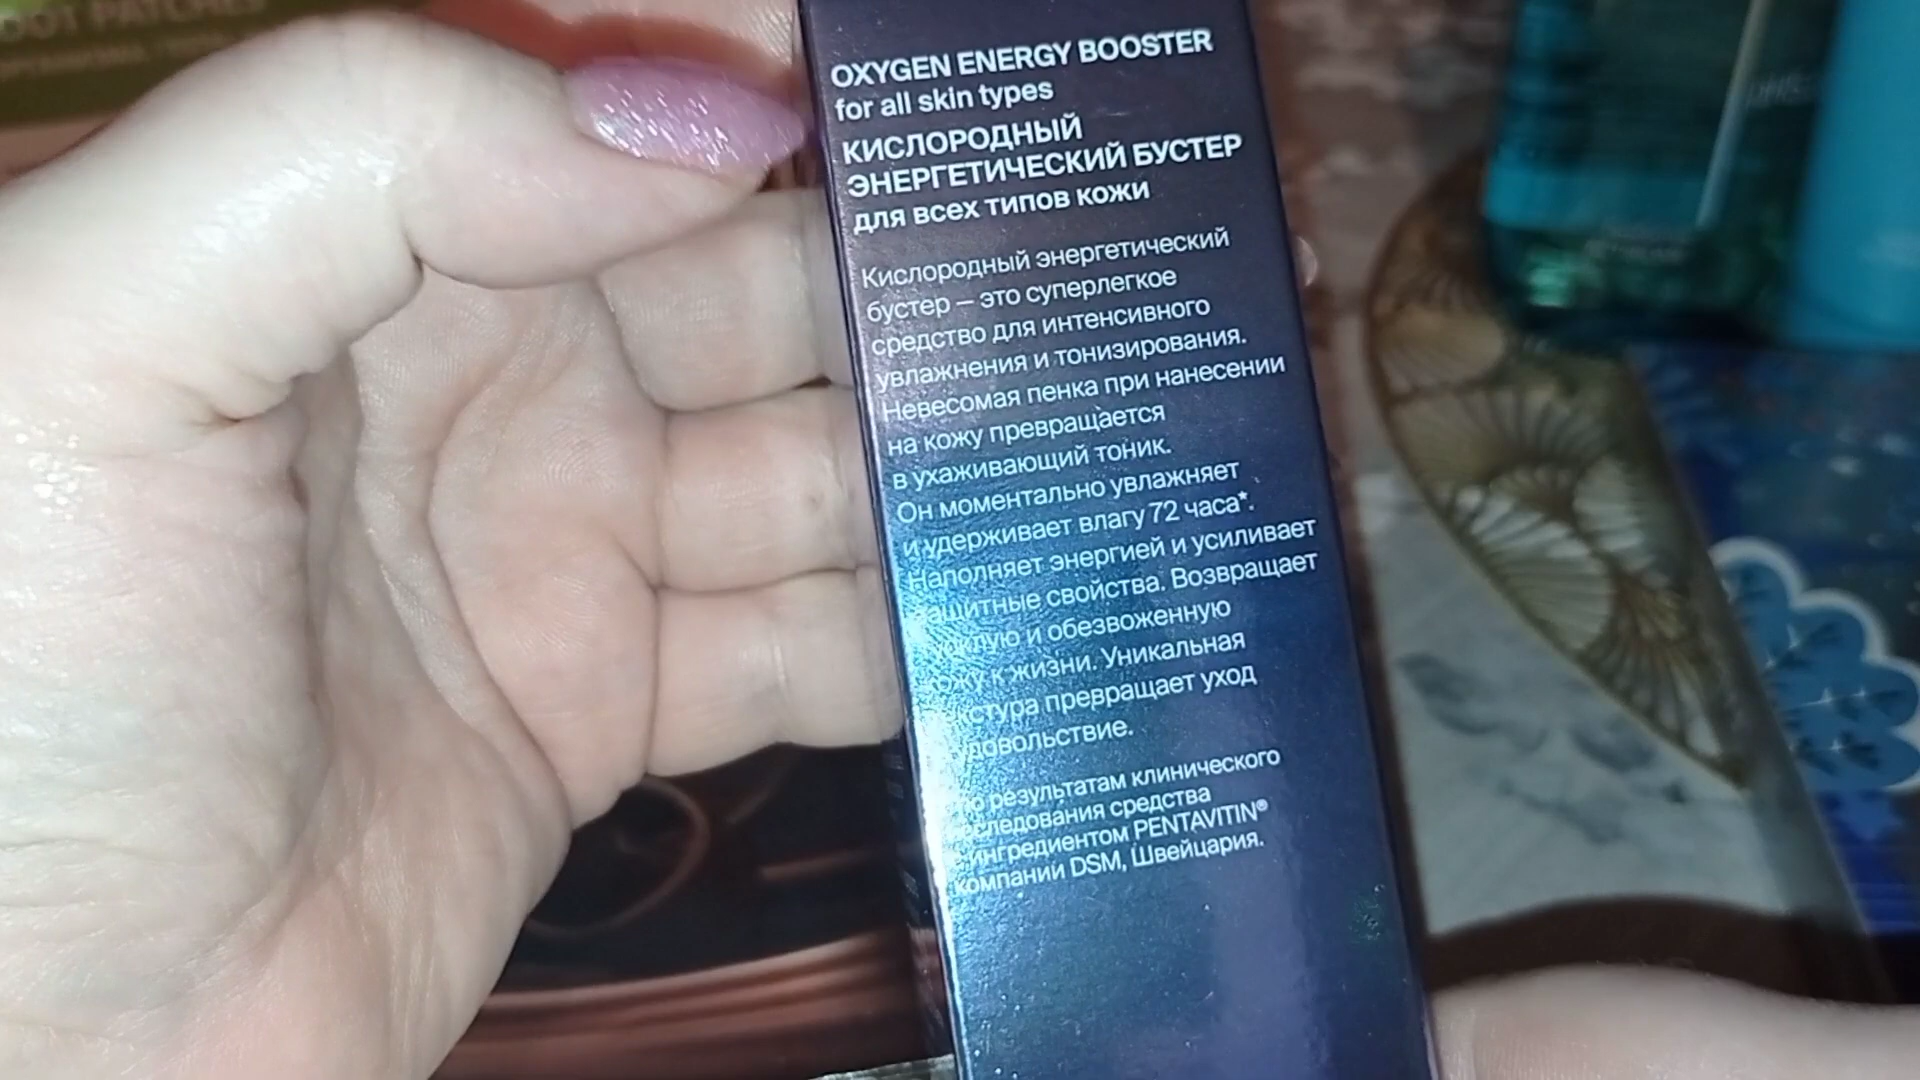 OOT PATCHES
OXYGEN ENERGY BOOSTER
for all skin types
КИСЛОРОДНЫЙ
ЭНЕРГЕТИЧЕСКИЙ БУСТЕР
для всех типов кожи
Кислородный энергетический
бустер – это суперлегкое
средство для интенсивного
увлажнения и тонизирования.
Невесомая пенка при нанесении
на кожу превращается
в ухаживающий тоник.
Он моментально увлажняет
и удерживает влагу 72 часа*.
Наполняет энергией и усиливает
защитные свойства. Возвращает
и обезвоженную
кожу к жизни. Уникальная
текстура превращает уход
удовольствие.
по результатам клинического
исследования средства
с ингредиентом PENTAVITIN®
компании DSM, Швейцария.